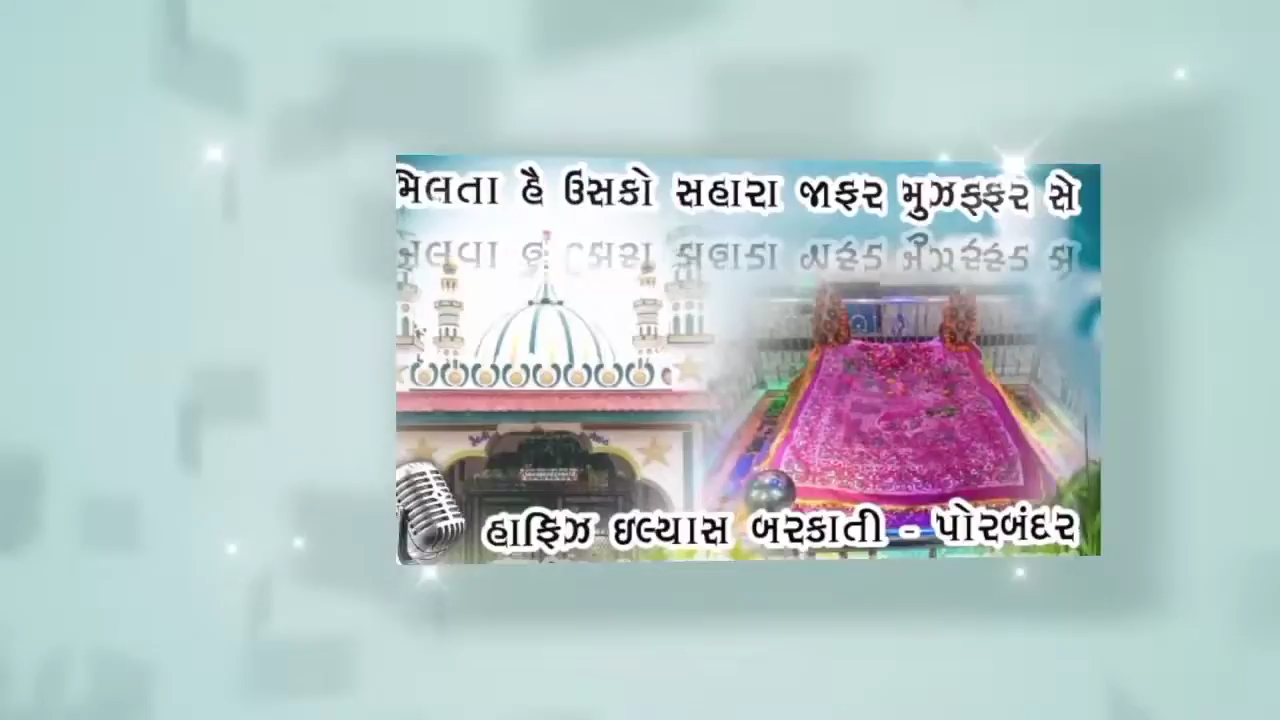 મિલતા હૈ ઉસકો સહારા જાફર મુઝફ્ફર સે
હાફિઝ ઇલ્યાસ બરકાતી - પોરબંદર